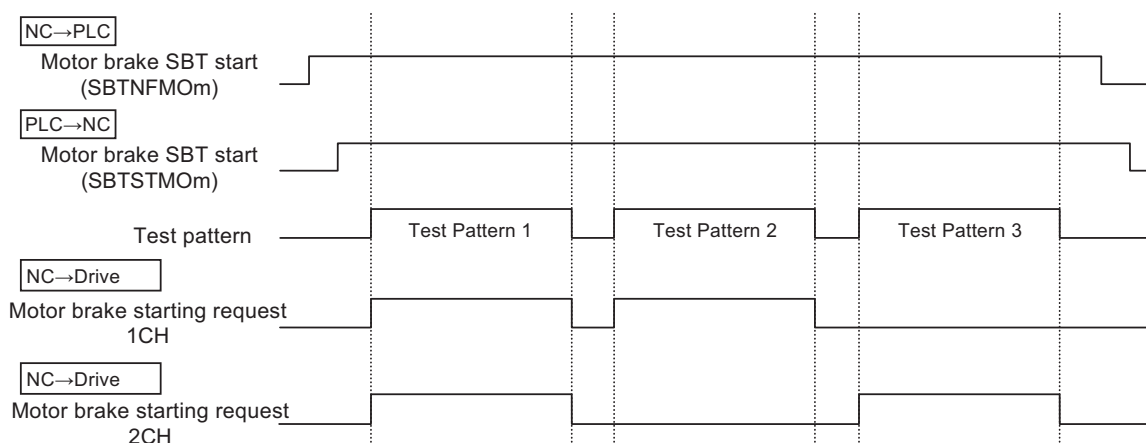 NC→PLC
Motor brake SBT start
(SBTNFMOm)
PLC→NC
Motor brake SBT start
(SBTSTMOm)
Test pattern
Test Pattern 1
Test Pattern 2
Test Pattern 3
NC→Drive
Motor brake starting request
1CH
NC→Drive
Motor brake starting request
2CH